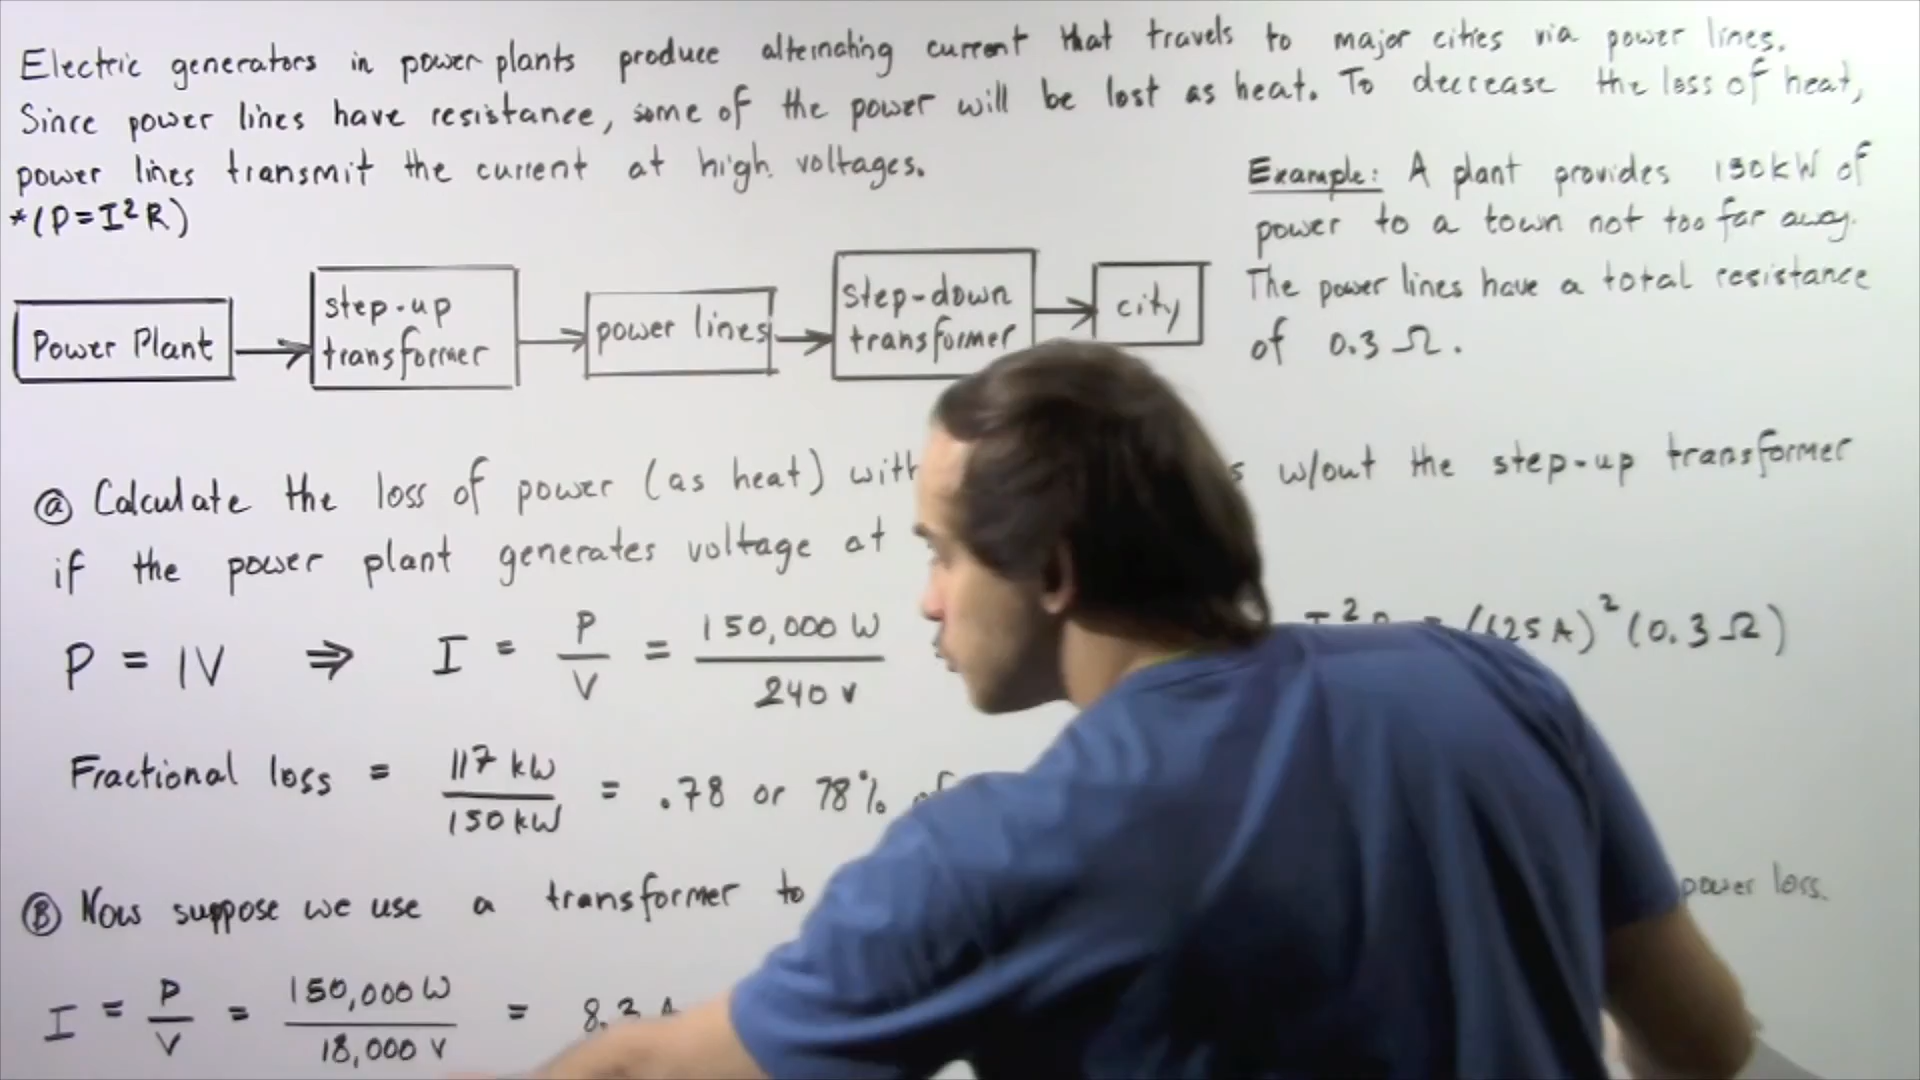 Electric generators in power plants produce alternating current that travels to major cities via power lines.
Since power lines have resistance, some of the power will be lost as heat. To decrease the loss of heat,
power lines transmit the current at high voltages.
*(P=I²R)
Example: A plant provides 150kW of
power to a town not too far away.
The power lines have a total resistance
of 0.3 Ω.
Power Plant
step-up
transformer
power lines
step-down
transformer
city
ⓐ Calculate the loss of power (as heat) w/out the step-up transformer
if the power plant generates voltage at
P = IV ⇒ I = P/V = 150,000 W / 240 V
(625 A)² (0.3 Ω)
Fractional loss = 117 kW / 150 kW = .78 or 78%
Ⓑ Now suppose we use a transformer to power loss.
I = P/V = 150,000 W / 18,000 V = 8.3 A